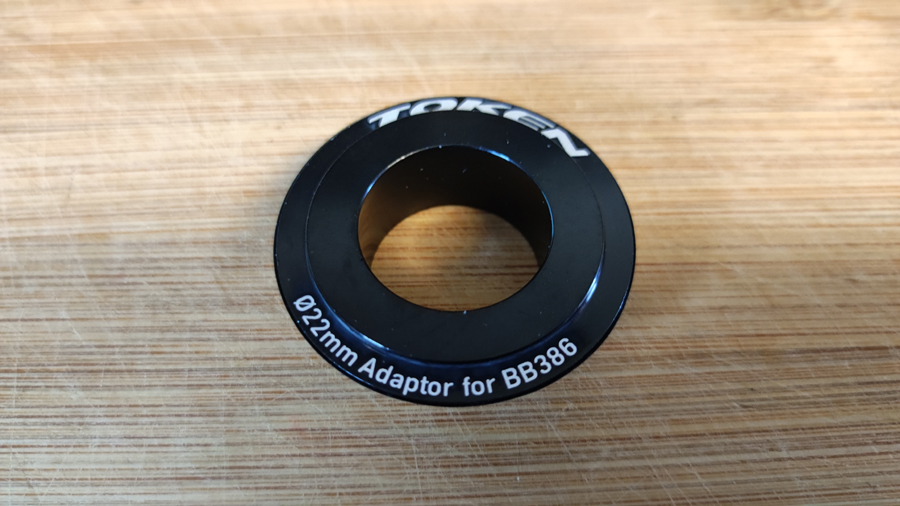 TOKEN
Ø22mm Adaptor for BB386